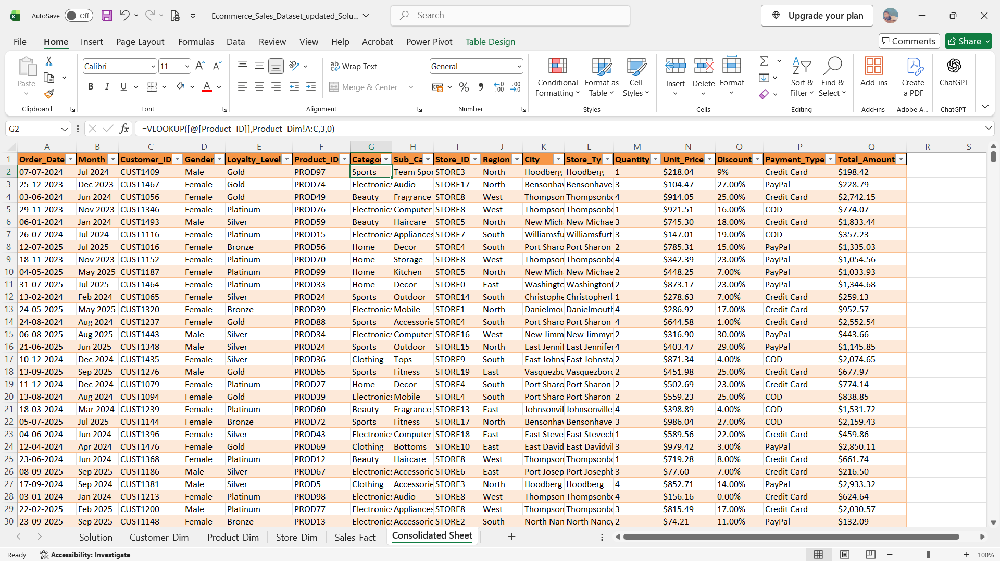 AutoSave Off Ecommerce_Sales_Dataset_updated_Solu... Search Upgrade your plan
File Home Insert Page Layout Formulas Data Review View Help Acrobat Power Pivot Table Design Comments Share
Calibri 11 Wrap Text General
Paste B I U A Merge & Center % Conditional Formatting Format as Table Cell Styles Insert Delete Format Sort & Filter Find & Select Add-ins Create a PDF ChatGPT
Clipboard Font Alignment Number Styles Cells Editing Add-ins Adobe A... ChatGPT
G2 fx =VLOOKUP([@[Product_ID]],Product_Dim!A:C,3,0)
A B C D E F G H I J K L M N O P Q R S
1 Order_Date Month Customer_ID Gender Loyalty_Level Product_ID Catego Sub_Ca Store_ID Region City Store_Ty Quantity Unit_Price Discount Payment_Type Total_Amount
2 07-07-2024 Jul 2024 CUST1409 Male Gold PROD97 Sports Team Spor STORE3 North Hoodberg Hoodberg 1 $218.04 9% Credit Card $198.42
3 25-12-2023 Dec 2023 CUST1467 Female Gold PROD74 Electronics Audio STORE17 North Bensonhav Bensonhave 3 $104.47 27.00% PayPal $228.79
4 03-06-2024 Jun 2024 CUST1056 Female Gold PROD49 Beauty Fragrance STORE8 West Thompson Thompsonbo 4 $914.05 25.00% Credit Card $2,742.15
5 29-11-2023 Nov 2023 CUST1346 Female Platinum PROD76 Electronics Computer STORE8 West Thompson Thompsonbo 1 $921.51 16.00% COD $774.07
6 06-01-2024 Jan 2024 CUST1493 Male Silver PROD59 Beauty Haircare STORE5 North New Micha New Michae 3 $745.30 18.00% Credit Card $1,833.44
7 26-07-2024 Jul 2024 CUST1116 Female Platinum PROD15 Electronics Appliances STORE7 South Williamsfu Williamsfurt 3 $147.01 19.00% COD $357.23
8 12-07-2025 Jul 2025 CUST1016 Female Bronze PROD56 Home Decor STORE4 South Port Sharo Port Sharon 2 $785.31 15.00% PayPal $1,335.03
9 18-11-2023 Nov 2023 CUST1152 Female Platinum PROD70 Home Storage STORE8 West Thompson Thompsonbo 4 $342.39 23.00% PayPal $1,054.56
10 04-05-2025 May 2025 CUST1187 Female Platinum PROD99 Home Kitchen STORE5 North New Micha New Michae 2 $448.25 7.00% PayPal $1,033.93
11 31-07-2025 Jul 2025 CUST1464 Female Platinum PROD33 Home Decor STORE0 East Washingto Washingtont 2 $873.17 23.00% PayPal $1,344.68
12 13-02-2024 Feb 2024 CUST1065 Female Silver PROD24 Sports Outdoor STORE14 South Christophe Christopherl 1 $278.63 7.00% Credit Card $259.13
13 24-05-2025 May 2025 CUST1320 Female Bronze PROD39 Electronics Mobile STORE1 North Danielmou Danielmouth 4 $286.92 17.00% Credit Card $952.57
14 24-08-2024 Aug 2024 CUST1237 Female Gold PROD88 Sports Accessorie STORE4 South Port Sharo Port Sharon 4 $644.58 1.00% Credit Card $2,552.54
15 06-08-2025 Aug 2025 CUST1443 Male Silver PROD34 Electronics Computer STORE16 West New Jimm New Jimmyr 2 $316.90 30.00% PayPal $443.66
16 21-06-2025 Jun 2025 CUST1348 Male Silver PROD24 Sports Outdoor STORE15 North East Jennif East Jennifer 4 $403.47 29.00% PayPal $1,145.85
17 10-12-2024 Dec 2024 CUST1435 Female Silver PROD36 Clothing Tops STORE9 South East Johns East Johnsta 2 $871.34 4.00% COD $2,074.65
18 13-09-2025 Sep 2025 CUST1276 Male Gold PROD65 Sports Fitness STORE19 East Vasquezbo Vasquezboro 2 $451.98 25.00% Credit Card $677.97
19 11-12-2024 Dec 2024 CUST1079 Female Platinum PROD27 Home Decor STORE4 South Port Sharo Port Sharon 2 $502.69 23.00% Credit Card $774.14
20 13-08-2024 Aug 2024 CUST1094 Female Gold PROD39 Electronics Mobile STORE4 South Port Sharo Port Sharon 2 $559.23 25.00% COD $838.85
21 18-03-2024 Mar 2024 CUST1239 Female Platinum PROD60 Beauty Fragrance STORE13 East Johnsonvil Johnsonville 4 $398.89 4.00% COD $1,531.72
22 05-07-2025 Jul 2025 CUST1144 Female Bronze PROD72 Sports Fitness STORE17 North Bensonhav Bensonhave 3 $986.04 27.00% COD $2,159.43
23 04-06-2024 Jun 2024 CUST1396 Female Silver PROD43 Electronics Computer STORE18 East East Steve East Stevech 1 $589.56 22.00% Credit Card $459.86
24 12-04-2024 Apr 2024 CUST1476 Female Gold PROD69 Clothing Bottoms STORE10 East East David East Davidvil 3 $979.42 3.00% PayPal $2,850.11
25 23-06-2024 Jun 2024 CUST1368 Female Platinum PROD12 Beauty Haircare STORE8 West Thompson Thompsonbo 1 $719.28 8.00% Credit Card $661.74
26 08-09-2025 Sep 2025 CUST1186 Male Silver PROD67 Electronics Accessorie STORE6 East Port Josep Port Josephb 3 $77.60 7.00% Credit Card $216.50
27 17-09-2024 Sep 2024 CUST1381 Male Silver PROD5 Clothing Accessorie STORE3 North Hoodberg Hoodberg 4 $852.71 14.00% PayPal $2,933.32
28 03-01-2024 Jan 2024 CUST1213 Female Platinum PROD98 Electronics Audio STORE8 West Thompson Thompsonbo 4 $156.16 0.00% Credit Card $624.64
29 22-02-2025 Feb 2025 CUST1200 Male Platinum PROD77 Electronics Appliances STORE8 West Thompson Thompsonbo 3 $815.49 17.00% Credit Card $2,030.57
30 23-09-2025 Sep 2025 CUST1148 Female Bronze PROD13 Electronics Accessorie STORE2 South North Nan North Nancy 2 $74.21 11.00% PayPal $132.09
Solution Customer_Dim Product_Dim Store_Dim Sales_Fact Consolidated Sheet
Ready Accessibility: Investigate 100%